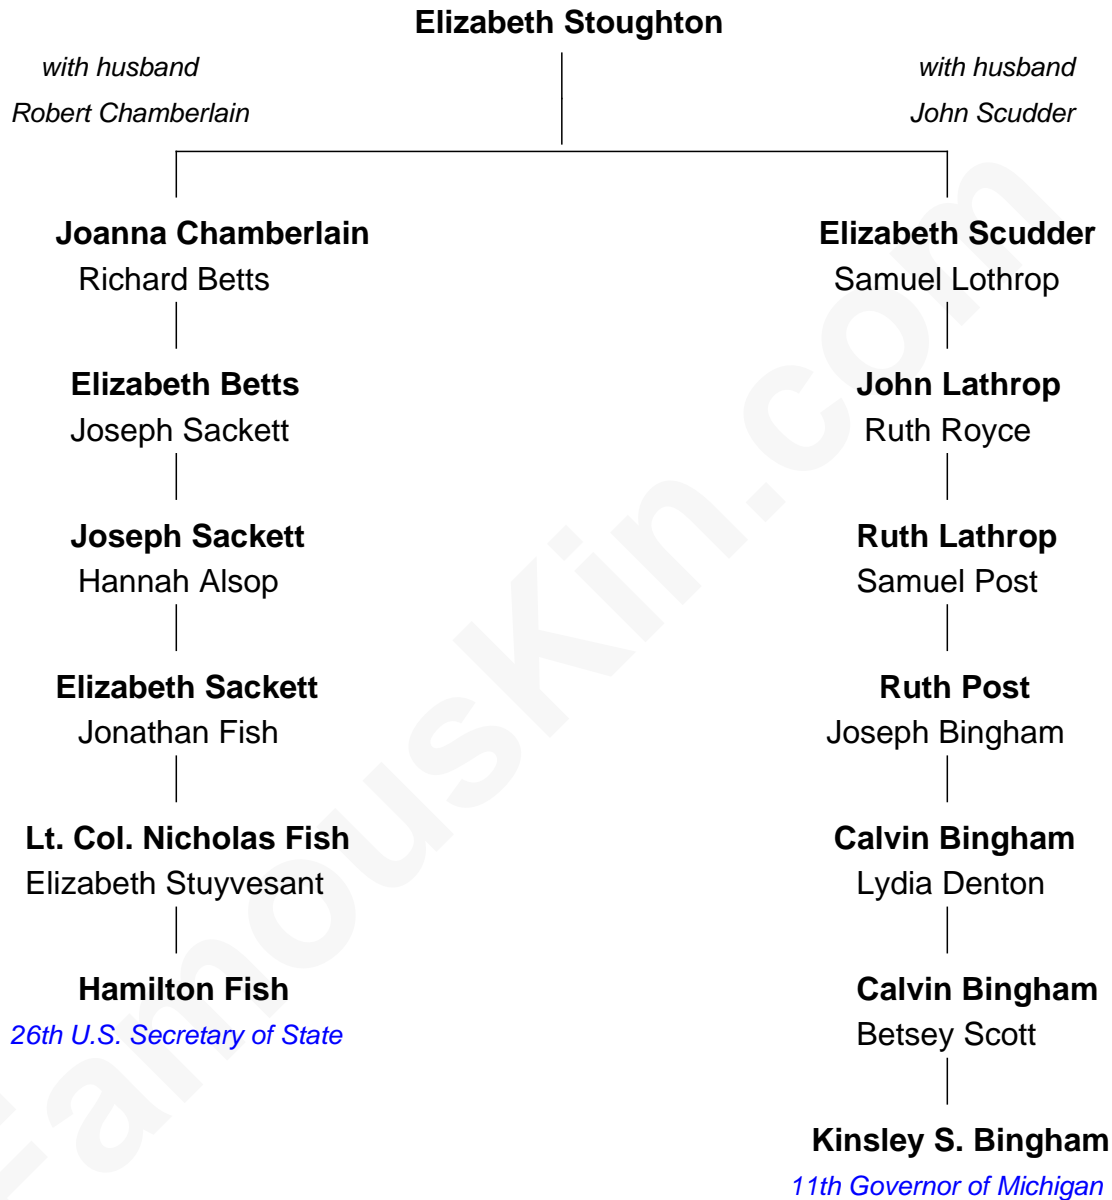 Elizabeth Stoughton
with husband
Robert Chamberlain
with husband
John Scudder
Joanna Chamberlain
Richard Betts
Elizabeth Scudder
Samuel Lothrop
Elizabeth Betts
Joseph Sackett
John Lathrop
Ruth Royce
Joseph Sackett
Hannah Alsop
Ruth Lathrop
Samuel Post
Elizabeth Sackett
Jonathan Fish
Ruth Post
Joseph Bingham
Lt. Col. Nicholas Fish
Elizabeth Stuyvesant
Calvin Bingham
Lydia Denton
Hamilton Fish
26th U.S. Secretary of State
Calvin Bingham
Betsey Scott
Kinsley S. Bingham
11th Governor of Michigan
FamousKin.com